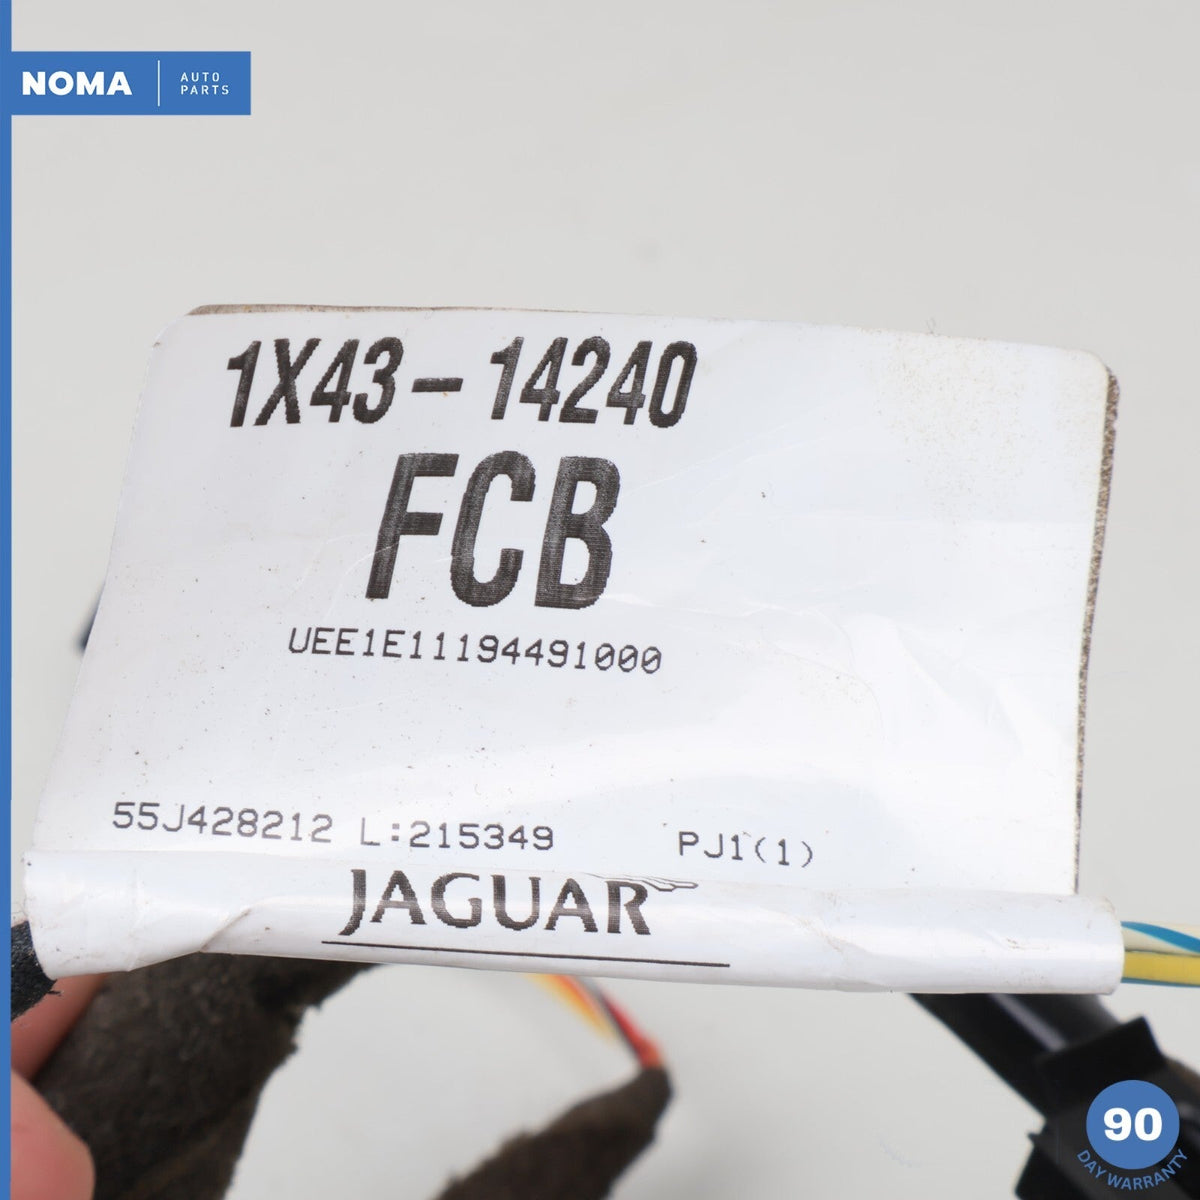 NOMA AUTO PARTS
1X43-14240
FCB
UEE1E11194491000
55J428212 L:215349 PJ1(1)
JAGUAR
90
DAY WARRANTY